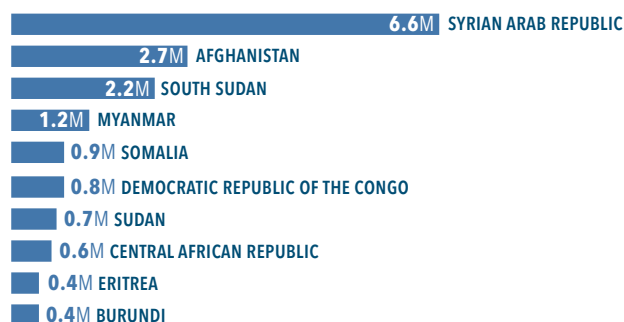 6.6M SYRIAN ARAB REPUBLIC
2.7M AFGHANISTAN
2.2M SOUTH SUDAN
1.2M MYANMAR
0.9M SOMALIA
0.8M DEMOCRATIC REPUBLIC OF THE CONGO
0.7M SUDAN
0.6M CENTRAL AFRICAN REPUBLIC
0.4M ERITREA
0.4M BURUNDI